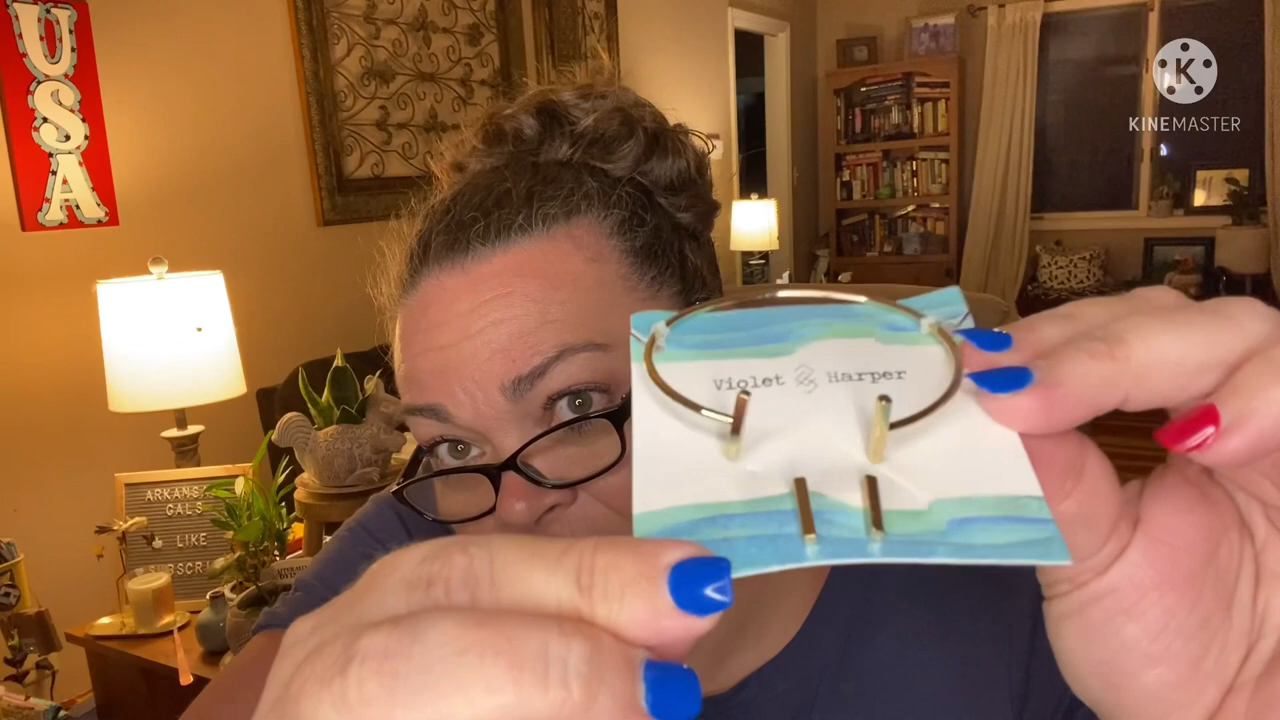 USA
KINEMASTER
Violet Harper
ARKANSAS
GALS
LIKE
SUBSCRI